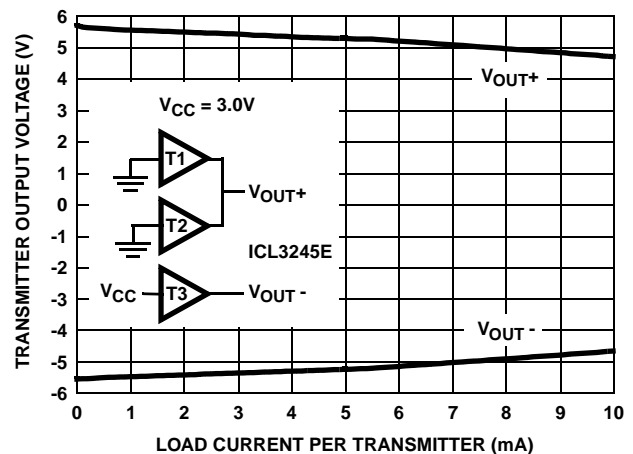 TRANSMITTER OUTPUT VOLTAGE (V)
6
5
4
3
2
1
0
-1
-2
-3
-4
-5
-6
VOUT+
VCC = 3.0V
T1
VOUT+
T2
ICL3245E
VCC
T3
VOUT -
VOUT -
0 1 2 3 4 5 6 7 8 9 10
LOAD CURRENT PER TRANSMITTER (mA)